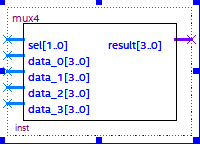 mux4
sel[1..0] result[3..0]
data_0[3..0]
data_1[3..0]
data_2[3..0]
data_3[3..0]
inst